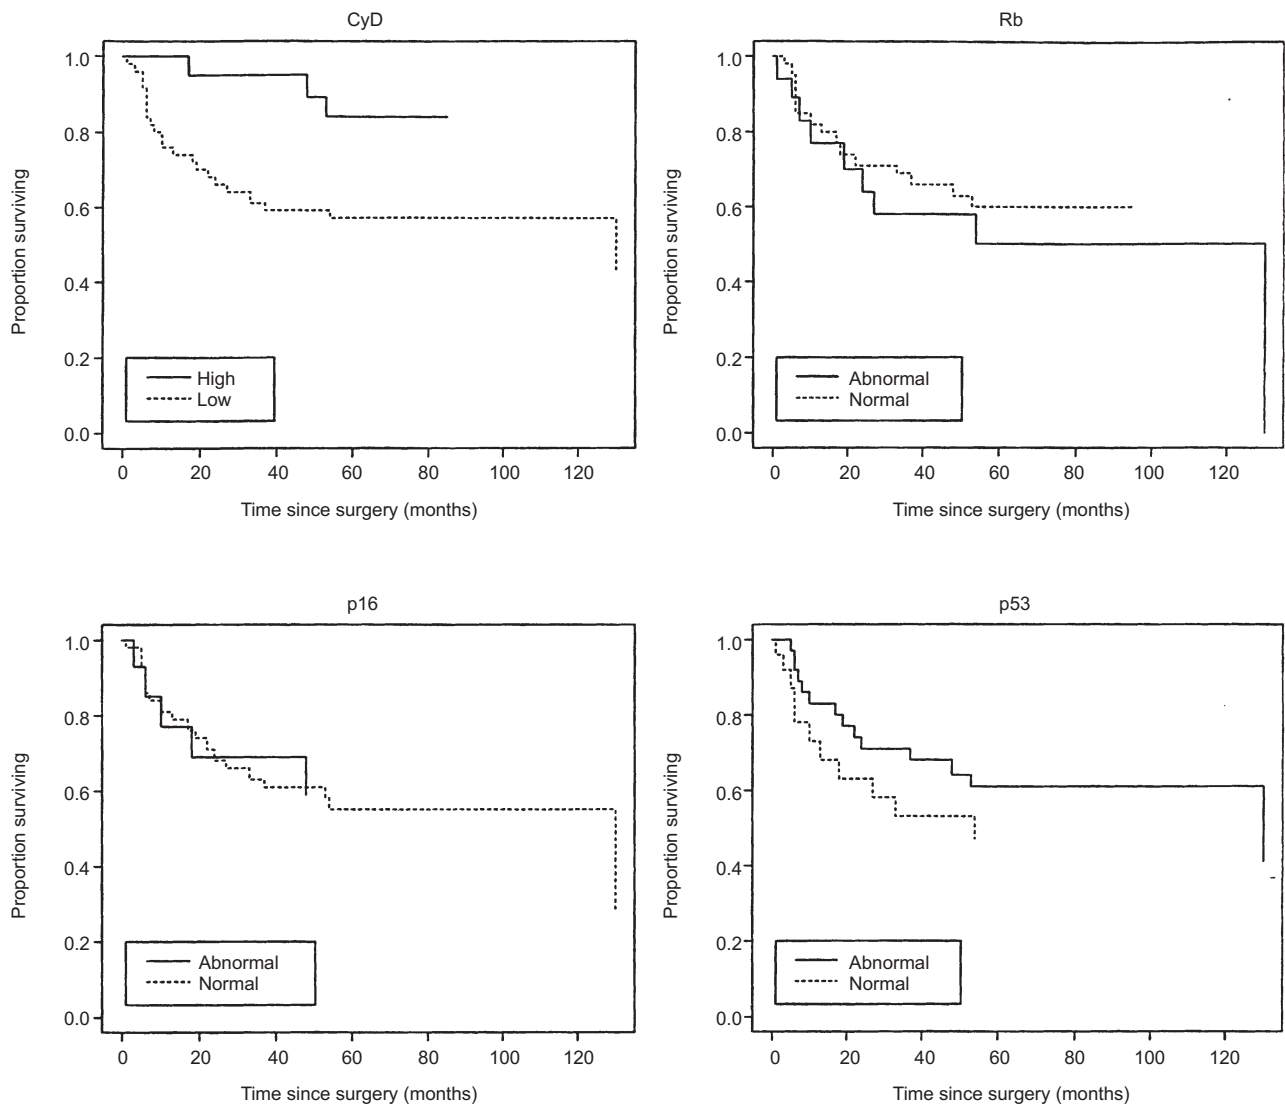 CyD
Proportion surviving
1.0
0.8
0.6
0.4
0.2
0.0
High
Low
0 20 40 60 80 100 120
Time since surgery (months)
Rb
Proportion surviving
1.0
0.8
0.6
0.4
0.2
0.0
Abnormal
Normal
0 20 40 60 80 100 120
Time since surgery (months)
p16
Proportion surviving
1.0
0.8
0.6
0.4
0.2
0.0
Abnormal
Normal
0 20 40 60 80 100 120
Time since surgery (months)
p53
Proportion surviving
1.0
0.8
0.6
0.4
0.2
0.0
Abnormal
Normal
0 20 40 60 80 100 120
Time since surgery (months)